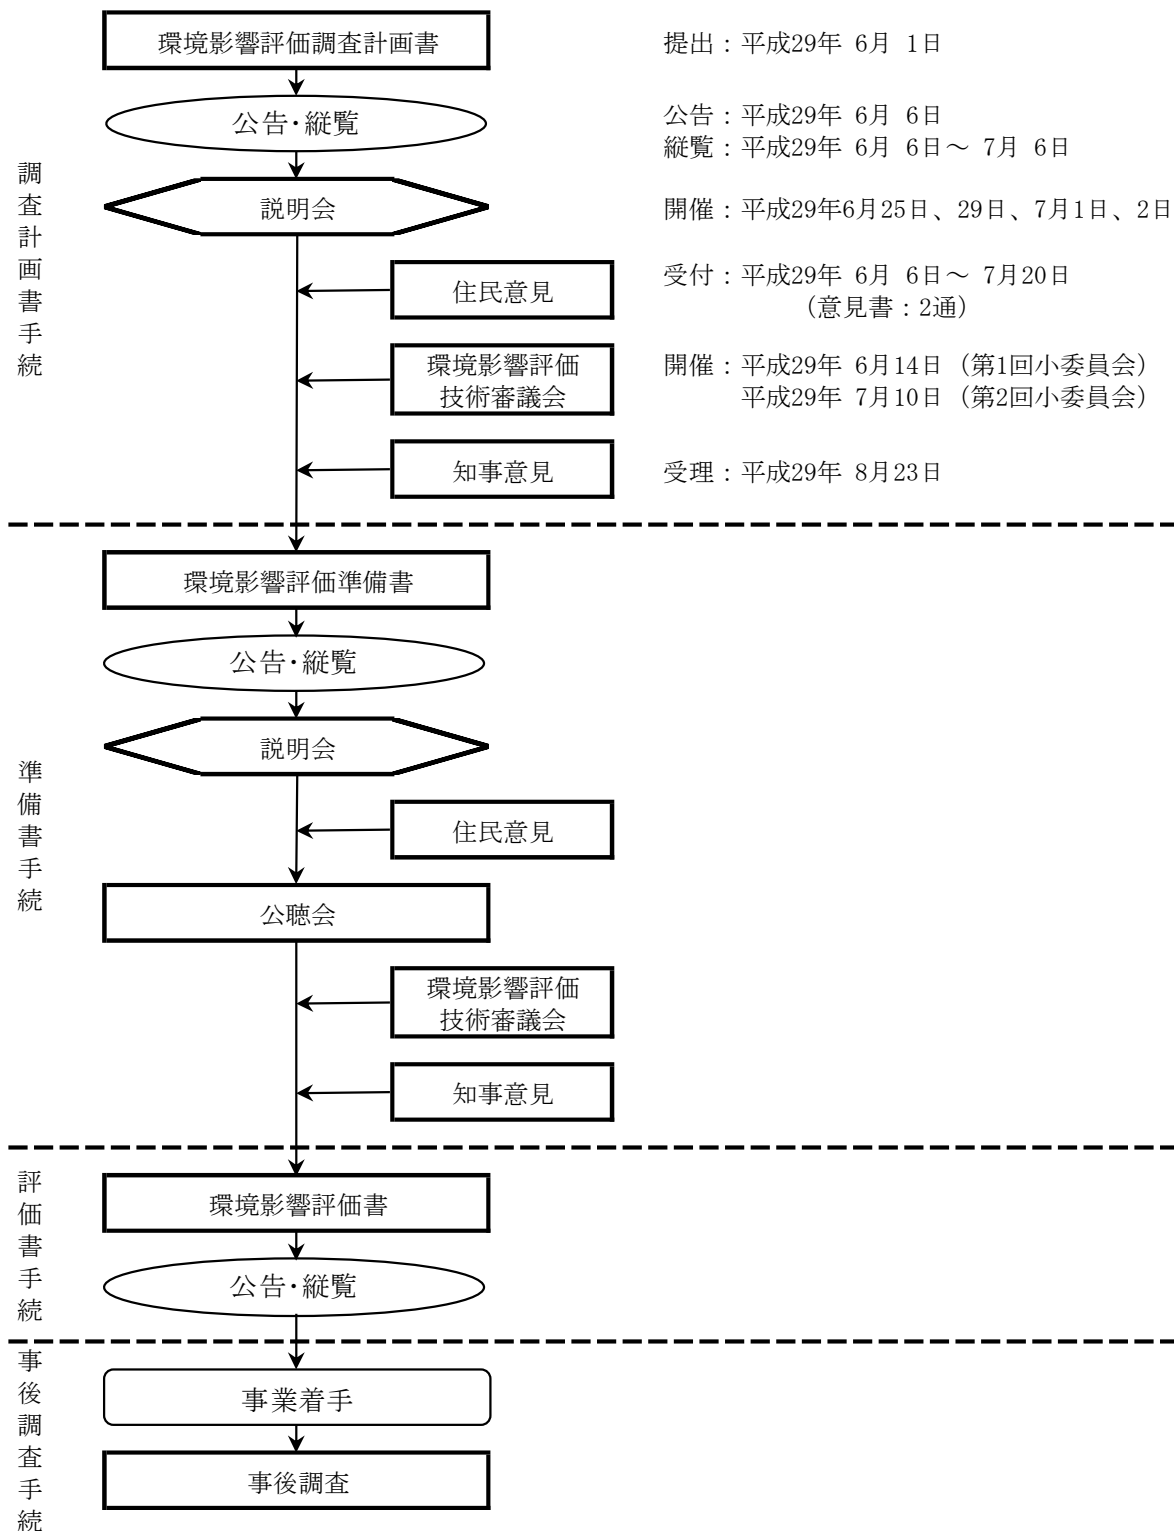 環境影響評価調査計画書
提出：平成29年 6月 1日
公告・縦覧
公告：平成29年 6月 6日
縦覧：平成29年 6月 6日～ 7月 6日
調査計画書手続
説明会
開催：平成29年6月25日、29日、7月1日、2日
住民意見
受付：平成29年 6月 6日～ 7月20日
（意見書：2通）
環境影響評価
技術審議会
開催：平成29年 6月14日（第1回小委員会）
平成29年 7月10日（第2回小委員会）
知事意見
受理：平成29年 8月23日
環境影響評価準備書
公告・縦覧
説明会
準備書手続
住民意見
公聴会
環境影響評価
技術審議会
知事意見
評価書手続
環境影響評価書
公告・縦覧
事後調査手続
事業着手
事後調査